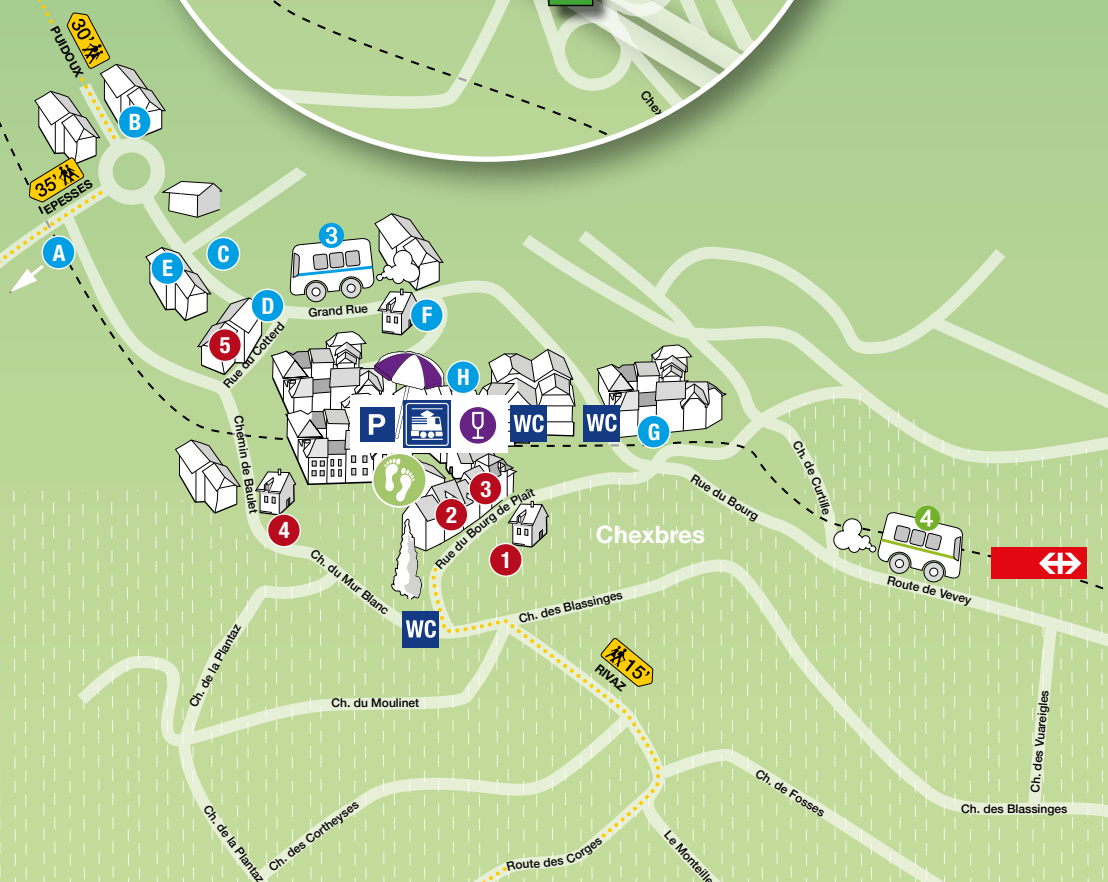 30'
PUIDOUX
B
35'
EPESSES
A
E
C
3
D
F
Grand Rue
5
Rue du Cotterd
H
P
WC
WC
G
Chemin de Baulet
3
2
Rue du Bourg de Plaît
1
4
Chexbres
Rue du Bourg
Ch. de Curtille
4
Route de Vevey
Ch. du Mur Blanc
WC
Ch. des Blassinges
15'
RIVAZ
Ch. de la Plantaz
Ch. du Moulinet
Ch. des Vuareigles
Ch. de Fosses
Ch. des Blassinges
Ch. de la Plantaz
Ch. des Cortheyses
Route des Corges
Le Monteille
Chex